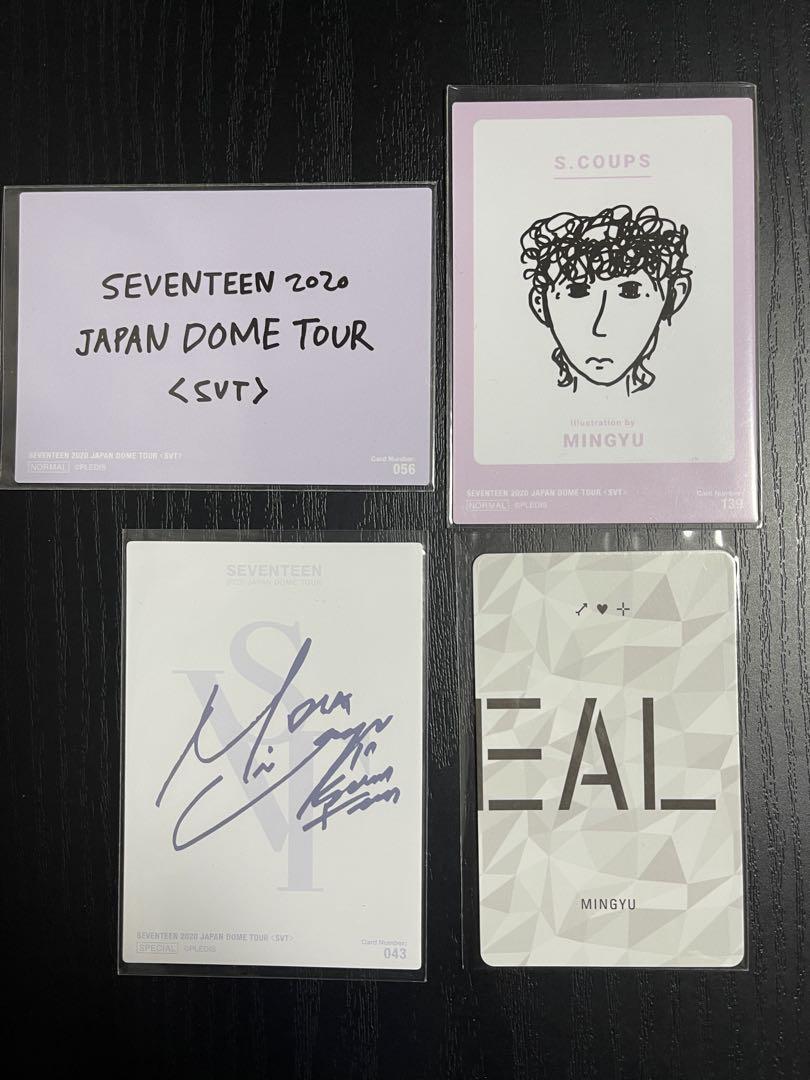 SEVENTEEN 2020
JAPAN DOME TOUR
<SVT>
SEVENTEEN 2020 JAPAN DOME TOUR <SVT>
NORMAL ©PLEDIS
Card Number:
056
S.COUPS
Illustration by
MINGYU
SEVENTEEN 2020 JAPAN DOME TOUR <SVT>
NORMAL ©PLEDIS
Card Number:
139
SEVENTEEN
2020 JAPAN DOME TOUR
SVT
SEVENTEEN 2020 JAPAN DOME TOUR <SVT>
SPECIAL ©PLEDIS
Card Number:
043
EAL
MINGYU